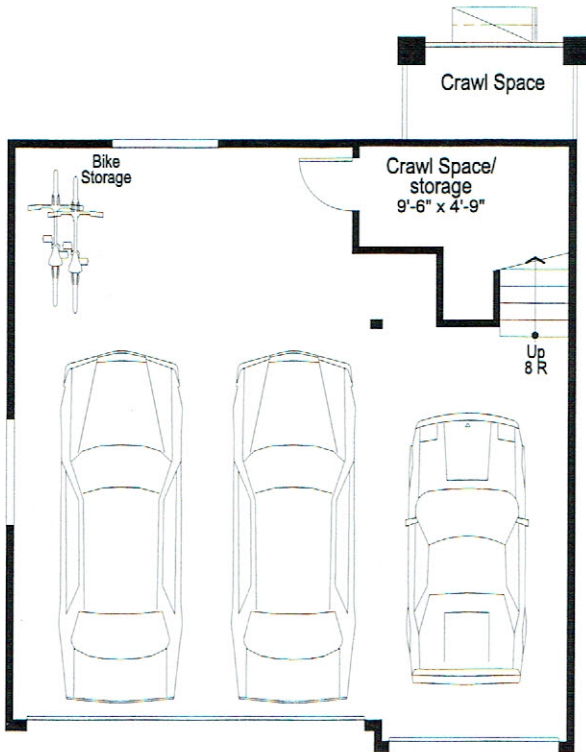 Crawl Space
Bike
Storage
Crawl Space/
storage
9'-6" x 4'-9"
Up
8 R